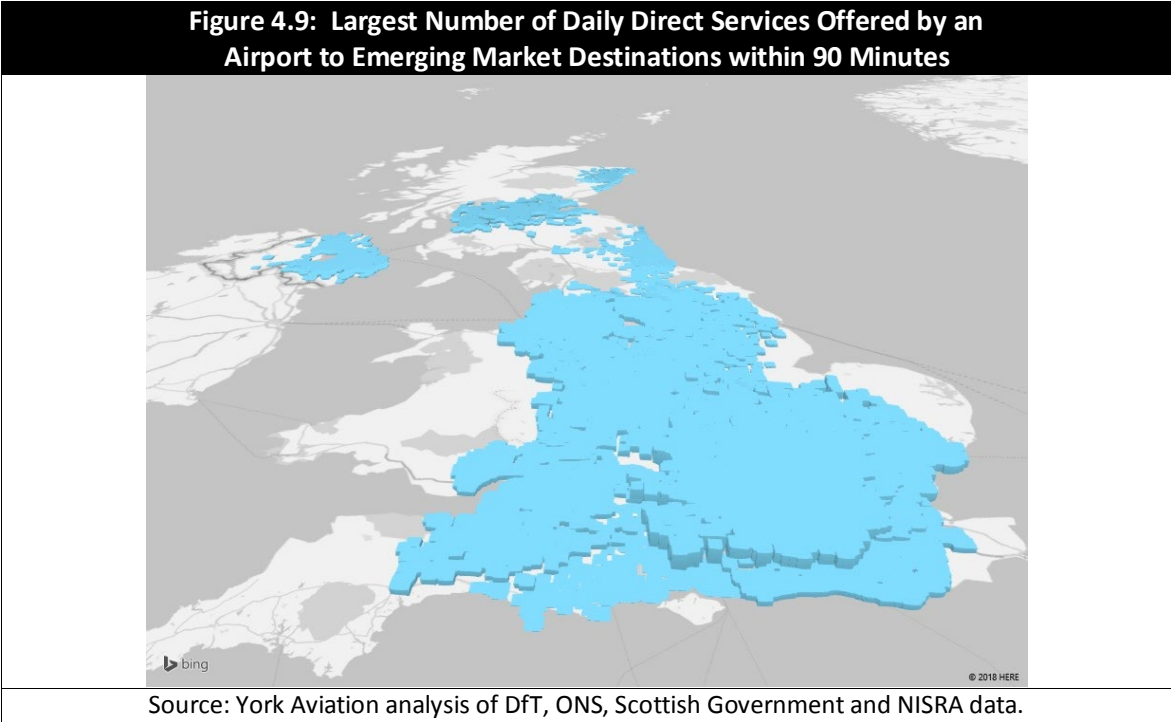 Figure 4.9: Largest Number of Daily Direct Services Offered by an
Airport to Emerging Market Destinations within 90 Minutes
bing
© 2018 HERE
Source: York Aviation analysis of DfT, ONS, Scottish Government and NISRA data.